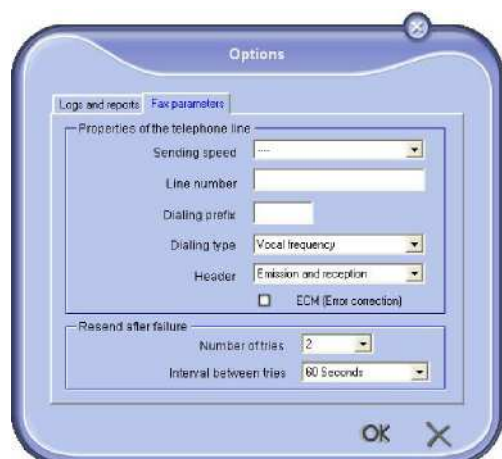 Options
Logs and reports Fax parameters
Properties of the telephone line
Sending speed ----
Line number
Dialing prefix
Dialing type Vocal frequency
Header Emission and reception
ECM (Error correction)
Resend after failure
Number of tries 2
Interval between tries 60 Seconds
OK